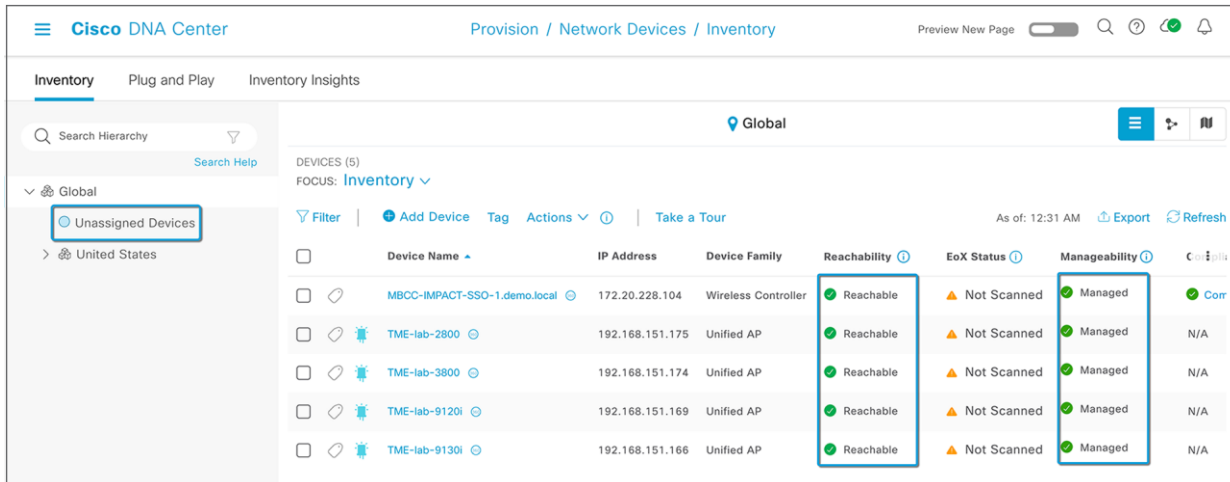 Cisco DNA Center
Provision / Network Devices / Inventory
Preview New Page
Inventory Plug and Play Inventory Insights
Search Hierarchy
Search Help
Global
Unassigned Devices
United States
Global
DEVICES (5)
FOCUS: Inventory
Filter Add Device Tag Actions Take a Tour As of: 12:31 AM Export Refresh
Device Name IP Address Device Family Reachability EoX Status Manageability
MBCC-IMPACT-SSO-1.demo.local 172.20.228.104 Wireless Controller Reachable Not Scanned Managed Com
TME-lab-2800 192.168.151.175 Unified AP Reachable Not Scanned Managed N/A
TME-lab-3800 192.168.151.174 Unified AP Reachable Not Scanned Managed N/A
TME-lab-9120i 192.168.151.169 Unified AP Reachable Not Scanned Managed N/A
TME-lab-9130i 192.168.151.166 Unified AP Reachable Not Scanned Managed N/A